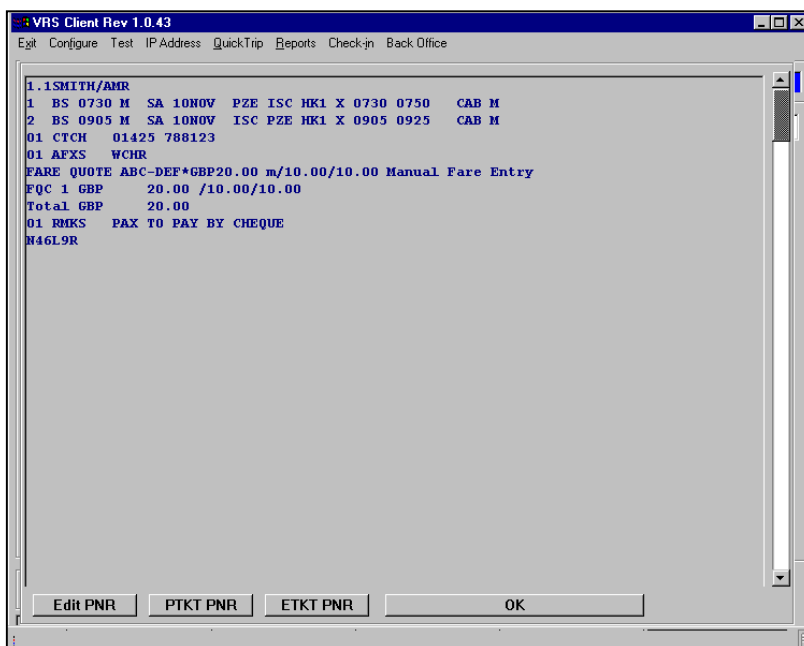 VRS Client Rev 1.0.43
Exit Configure Test IP Address QuickTrip Reports Check-in Back Office
1.1SMITH/AMR
1 BS 0730 M SA 10NOV PZE ISC HK1 X 0730 0750 CAB M
2 BS 0905 M SA 10NOV ISC PZE HK1 X 0905 0925 CAB M
01 CTCH 01425 788123
01 AFXS WCHR
FARE QUOTE ABC-DEF*GBP20.00 m/10.00/10.00 Manual Fare Entry
FQC 1 GBP 20.00 /10.00/10.00
Total GBP 20.00
01 RMKS PAX TO PAY BY CHEQUE
N46L9R
Edit PNR PTKT PNR ETKT PNR OK